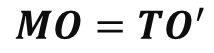 MO = TO′